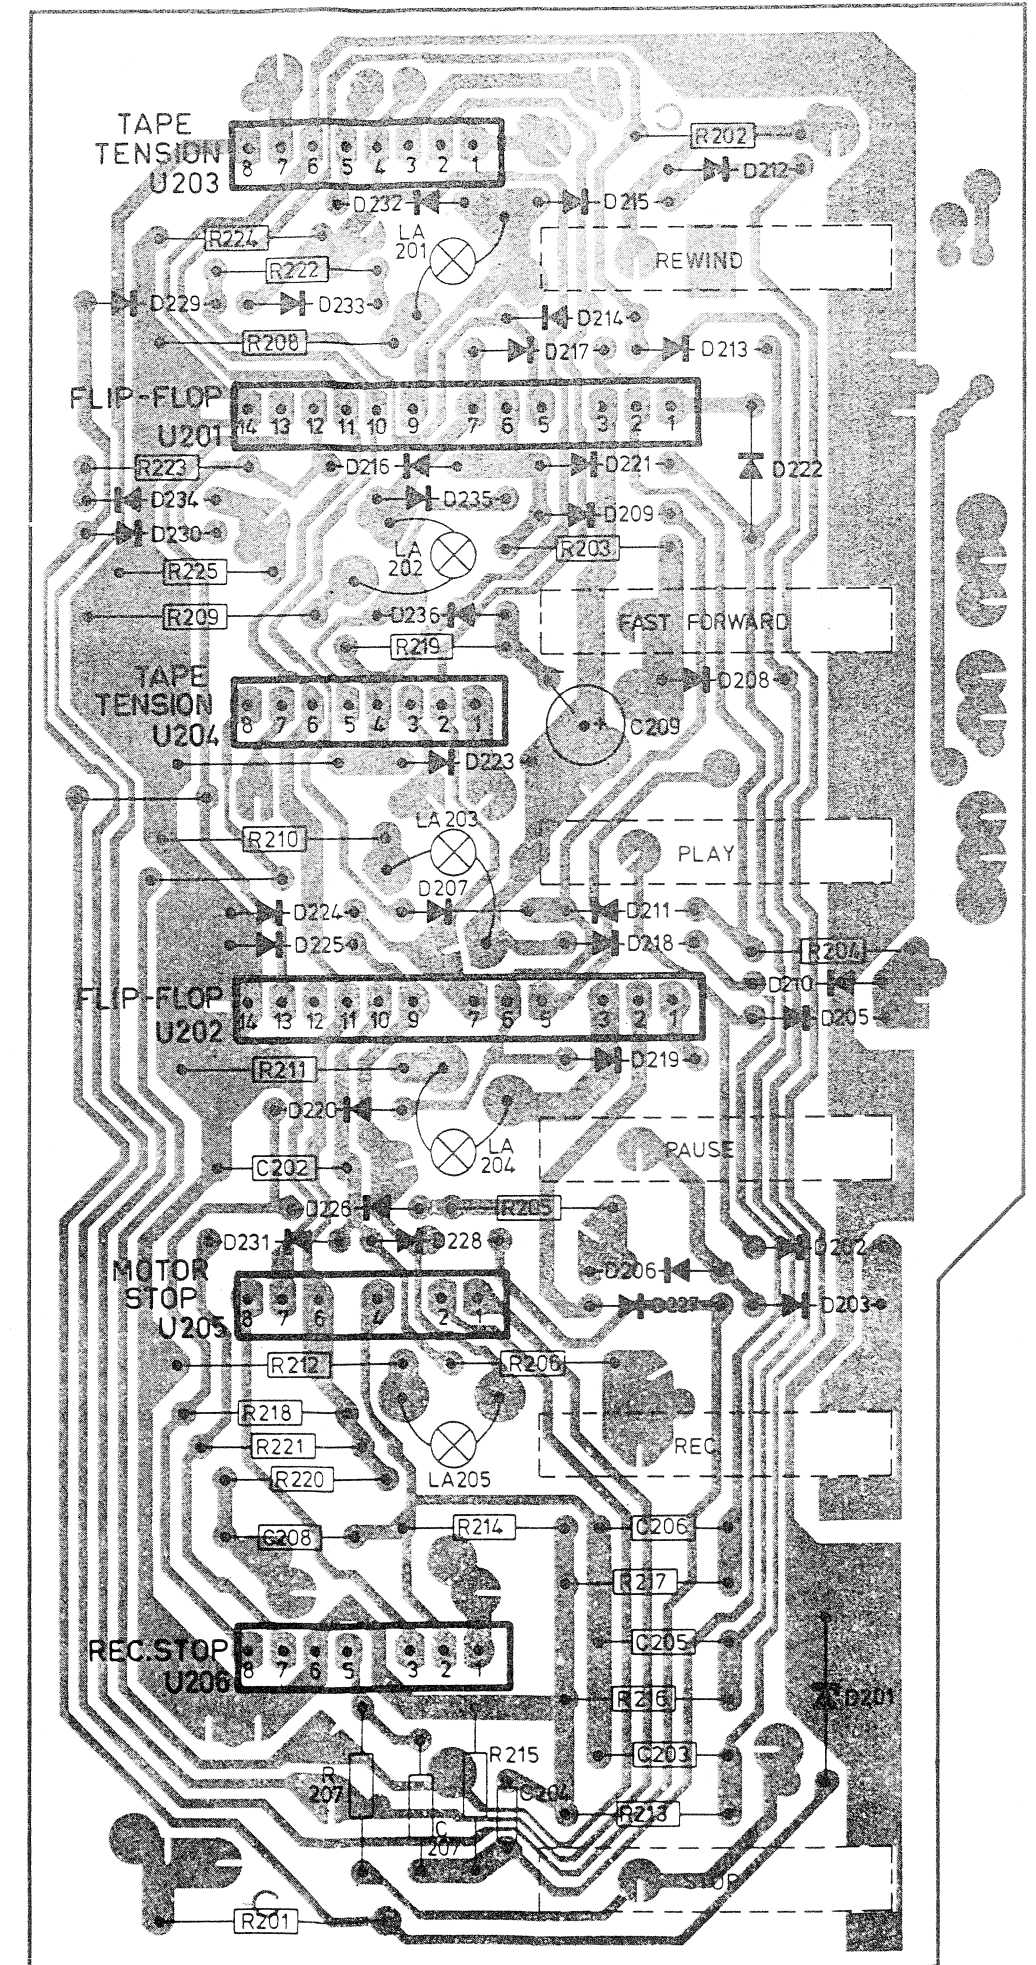 TAPE
TENSION
U203
8 7 6 5 4 3 2 1
R202
D212
D232
D215
R224
LA
201
REWIND
R222
D229
D233
D214
R208
D217
D213
FLIP-FLOP
U201
14 13 12 11 10 9 7 6 5 3 2 1
R223
D216
D221
D222
D234
D235
D230
D209
LA
202
R203
R225
R209
D236
FAST FORWARD
R219
TAPE
TENSION
U204
8 7 6 5 4 3 2 1
D208
C209
+
D223
LA203
R210
PLAY
D207
D224
D211
D225
D218
R204
D210
FLIP-FLOP
U202
14 13 12 11 10 9 7 6 5 3 2 1
D205
R211
D219
D220
LA
204
PAUSE
C202
D226
R205
D231
D228
D202
D206
MOTOR
STOP
U205
8 7 6 4 2 1
D227
D203
R212
R206
R218
R221
REC
R220
LA205
C208
R214
C206
R217
REC.STOP
U206
8 7 6 5 3 2 1
C205
R216
D201
R215
C203
R
207
C204
R213
C
207
STOP
R201